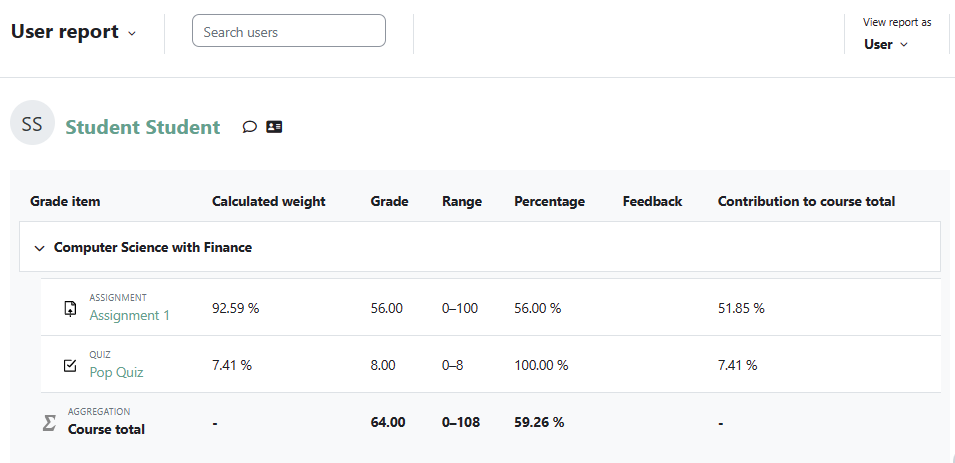 User report
Search users
View report as
User
SS
Student Student
Grade item Calculated weight Grade Range Percentage Feedback Contribution to course total
Computer Science with Finance
ASSIGNMENT
Assignment 1 92.59 % 56.00 0–100 56.00 % 51.85 %
QUIZ
Pop Quiz 7.41 % 8.00 0–8 100.00 % 7.41 %
AGGREGATION
Course total - 64.00 0–108 59.26 % -